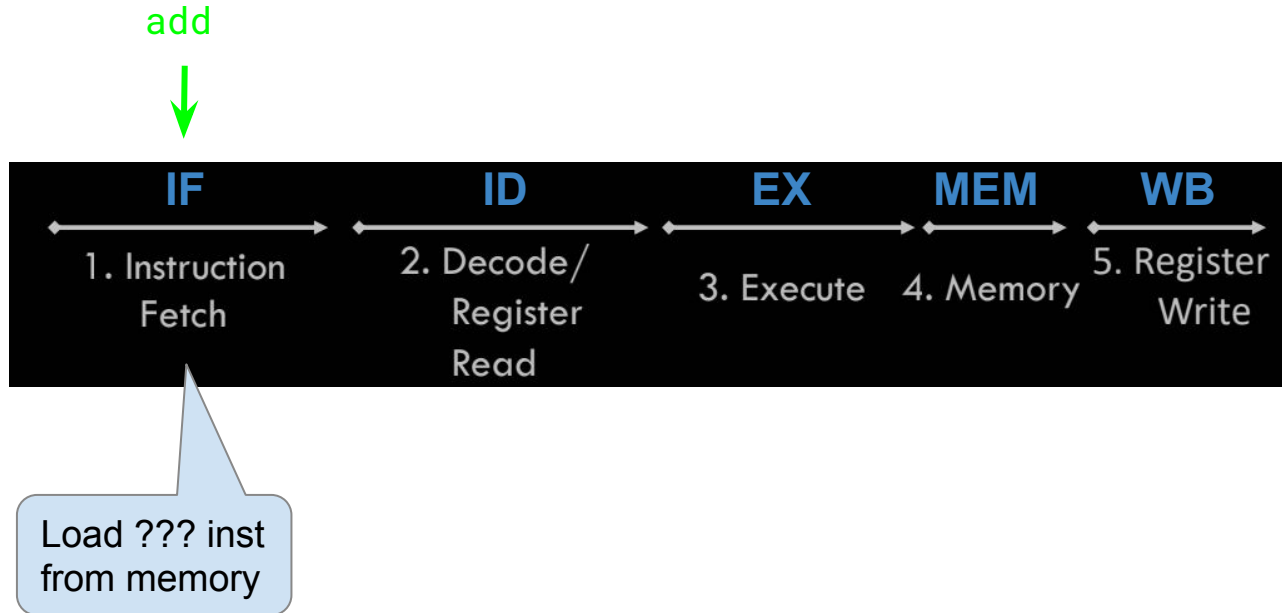 add
IF ID EX MEM WB
1. Instruction
Fetch
2. Decode/
Register
Read
3. Execute
4. Memory
5. Register
Write
Load ??? inst
from memory